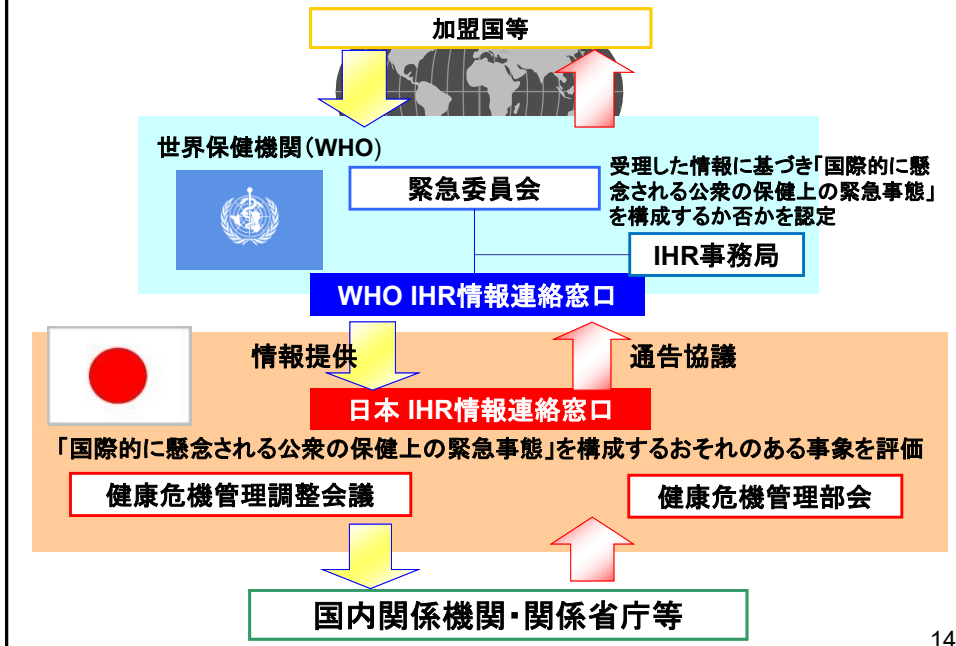 加盟国等
世界保健機関(WHO)
緊急委員会
受理した情報に基づき「国際的に懸
念される公衆の保健上の緊急事態」
を構成するか否かを認定
IHR事務局
WHO IHR情報連絡窓口
情報提供
通告協議
日本 IHR情報連絡窓口
「国際的に懸念される公衆の保健上の緊急事態」を構成するおそれのある事象を評価
健康危機管理調整会議
健康危機管理部会
国内関係機関・関係省庁等
14